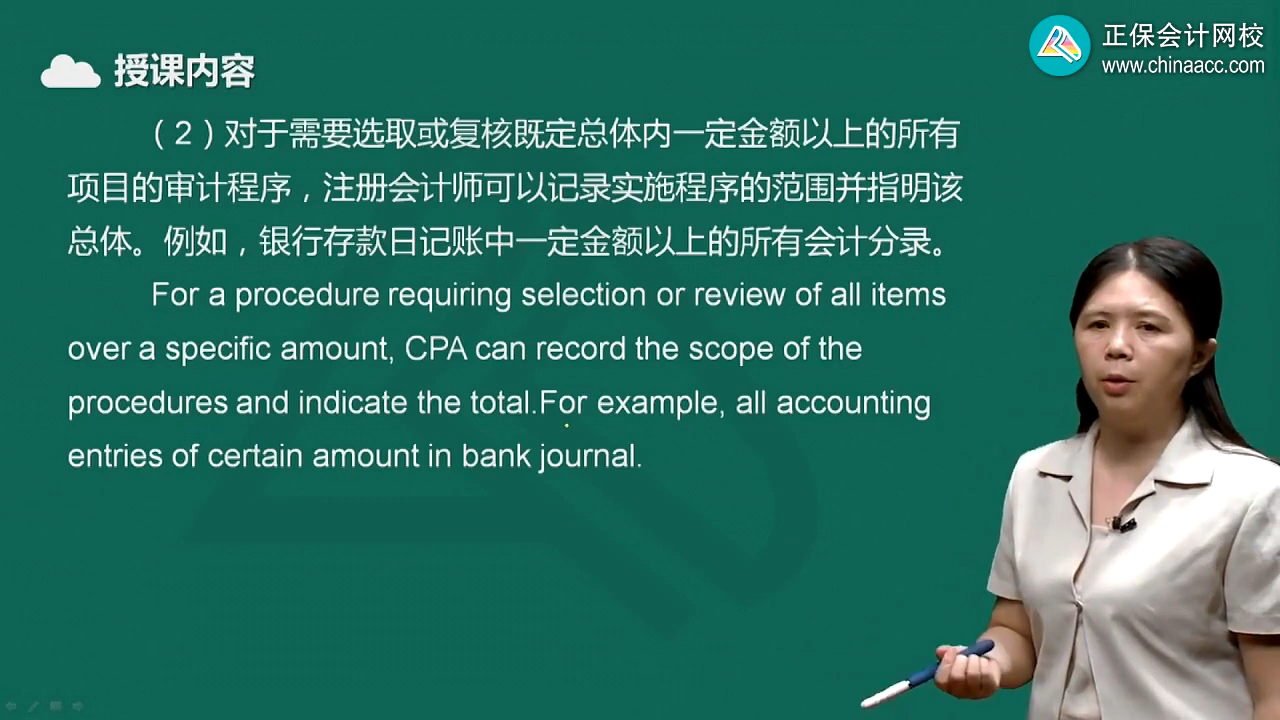 正保会计网校
www.chinaacc.com
授课内容
（2）对于需要选取或复核既定总体内一定金额以上的所有
项目的审计程序，注册会计师可以记录实施程序的范围并指明该
总体。例如，银行存款日记账中一定金额以上的所有会计分录。
For a procedure requiring selection or review of all items
over a specific amount, CPA can record the scope of the
procedures and indicate the total.For example, all accounting
entries of certain amount in bank journal.